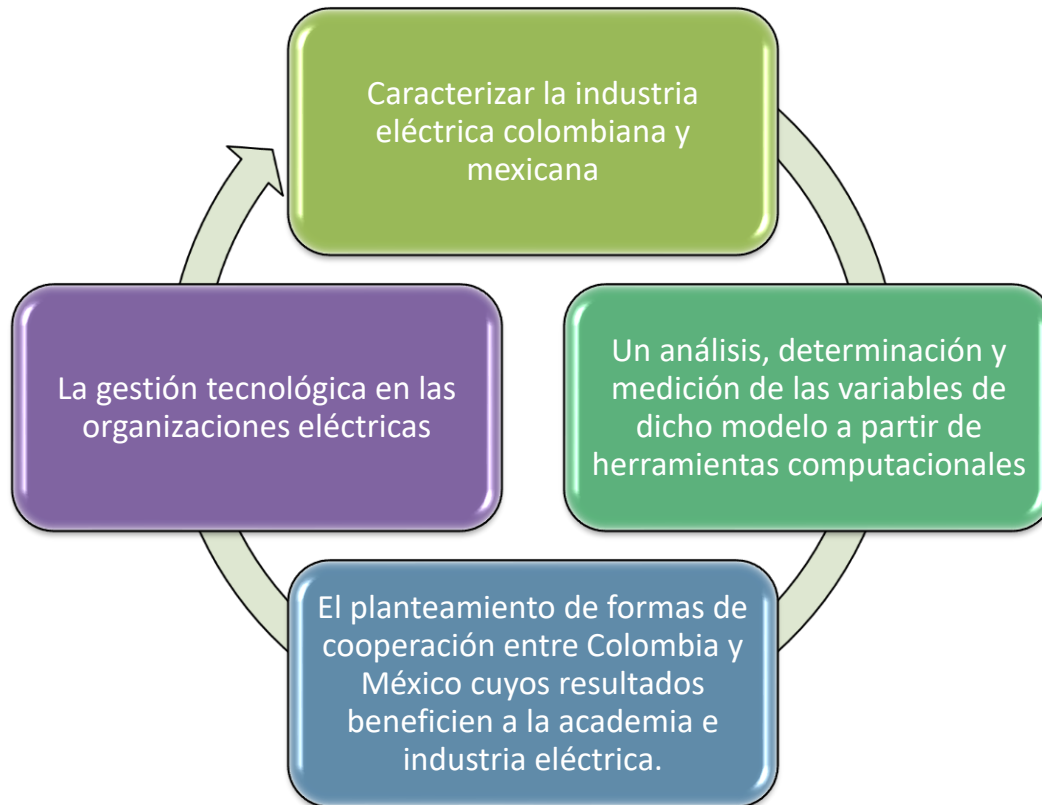 Caracterizar la industria
eléctrica colombiana y
mexicana
Un análisis, determinación y
medición de las variables de
dicho modelo a partir de
herramientas computacionales
El planteamiento de formas de
cooperación entre Colombia y
México cuyos resultados
beneficien a la academia e
industria eléctrica.
La gestión tecnológica en las
organizaciones eléctricas